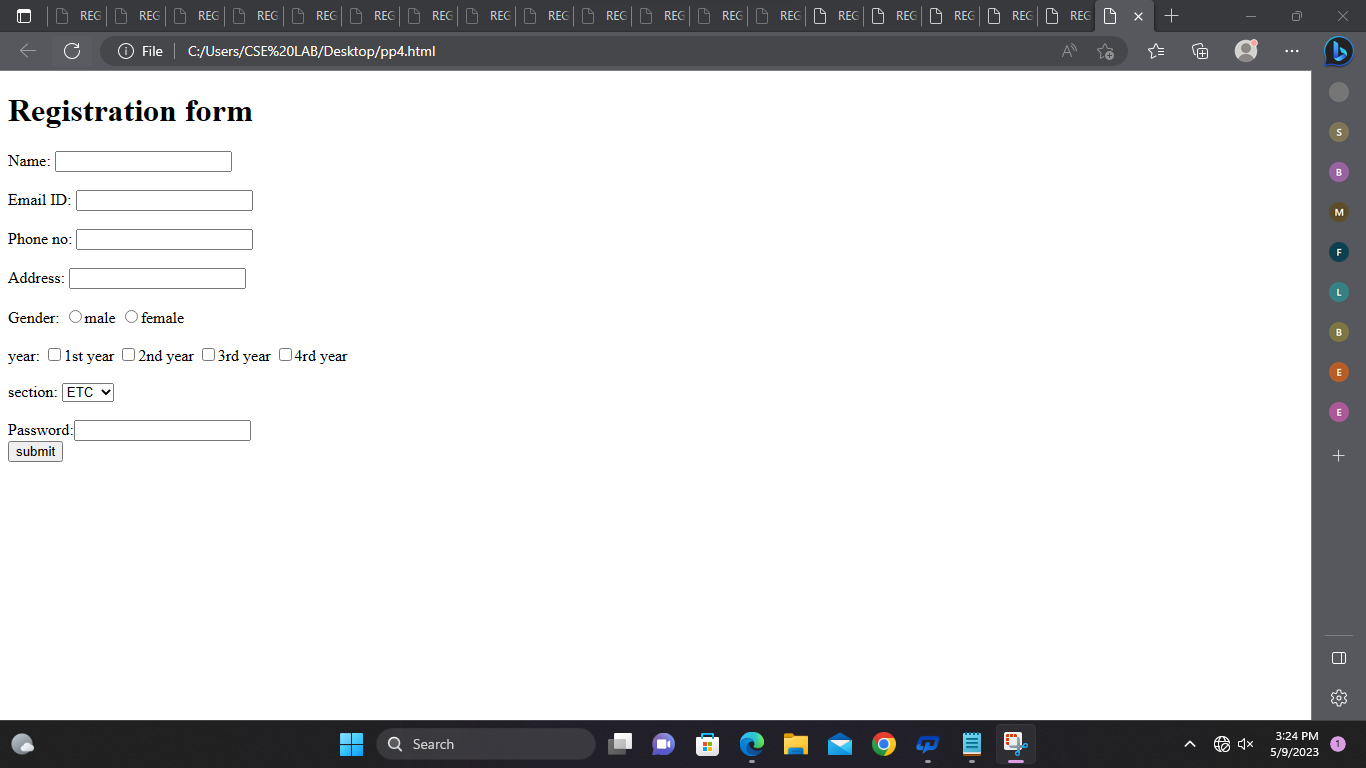 REG REG REG REG REG REG REG REG REG REG REG REG REG REG REG REG REG REG
File C:/Users/CSE%20LAB/Desktop/pp4.html
Registration form
Name:
Email ID:
Phone no:
Address:
Gender: male female
year: 1st year 2nd year 3rd year 4rd year
section: ETC
Password:
submit
S
B
M
F
L
B
E
E
Search
3:24 PM
5/9/2023
1